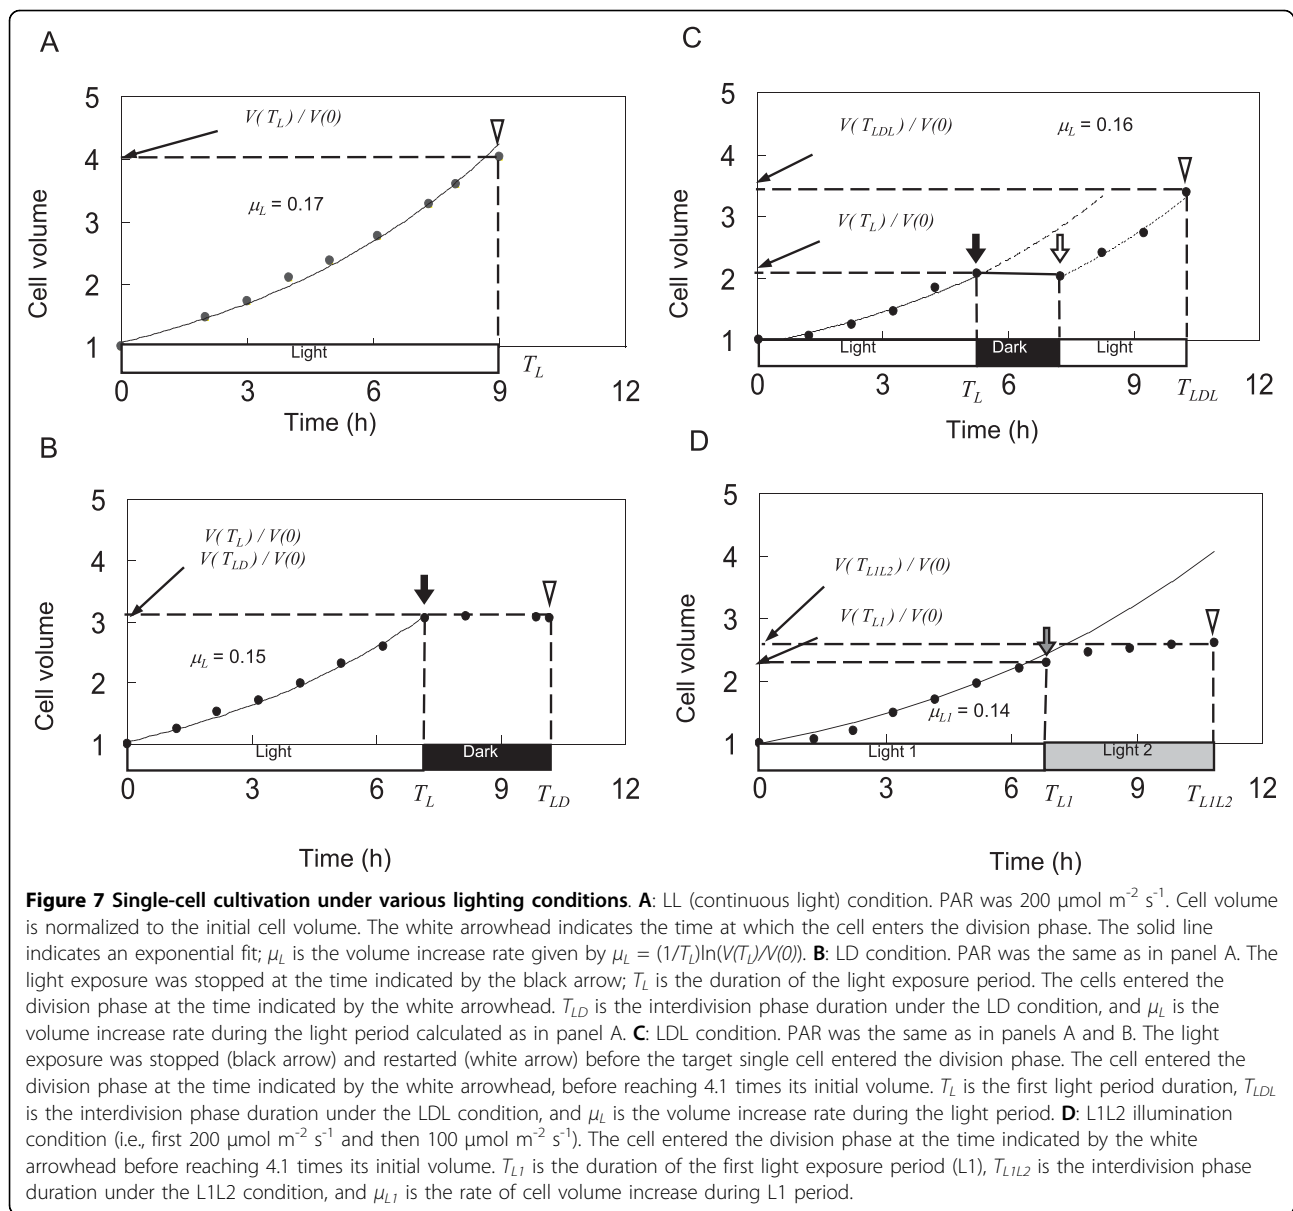 A
5
4
3
2
1
Cell volume
V(T_L) / V(0)
μ_L = 0.17
Light
T_L
0
3
6
9
12
Time (h)
B
5
4
3
2
1
Cell volume
V(T_L) / V(0)
V(T_LD) / V(0)
μ_L = 0.15
Light
Dark
0
3
6
T_L
9
T_LD
12
Time (h)
C
5
4
3
2
1
Cell volume
V(T_LDL) / V(0)
μ_L = 0.16
V(T_L) / V(0)
Light
Dark
Light
0
3
T_L
6
9
T_LDL
12
Time (h)
D
5
4
3
2
1
Cell volume
V(T_L1L2) / V(0)
V(T_L1) / V(0)
μ_L1 = 0.14
Light 1
Light 2
0
3
6
T_L1
9
T_L1L2
12
Time (h)
Figure 7 Single-cell cultivation under various lighting conditions. A: LL (continuous light) condition. PAR was 200 μmol m⁻² s⁻¹. Cell volume
is normalized to the initial cell volume. The white arrowhead indicates the time at which the cell enters the division phase. The solid line
indicates an exponential fit; μ_L is the volume increase rate given by μ_L = (1/T_L)ln(V(T_L)/V(0)). B: LD condition. PAR was the same as in panel A. The
light exposure was stopped at the time indicated by the black arrow; T_L is the duration of the light exposure period. The cells entered the
division phase at the time indicated by the white arrowhead. T_LD is the interdivision phase duration under the LD condition, and μ_L is the
volume increase rate during the light period calculated as in panel A. C: LDL condition. PAR was the same as in panels A and B. The light
exposure was stopped (black arrow) and restarted (white arrow) before the target single cell entered the division phase. The cell entered the
division phase at the time indicated by the white arrowhead, before reaching 4.1 times its initial volume. T_L is the first light period duration, T_LDL
is the interdivision phase duration under the LDL condition, and μ_L is the volume increase rate during the light period. D: L1L2 illumination
condition (i.e., first 200 μmol m⁻² s⁻¹ and then 100 μmol m⁻² s⁻¹). The cell entered the division phase at the time indicated by the white
arrowhead before reaching 4.1 times its initial volume. T_L1 is the duration of the first light exposure period (L1), T_L1L2 is the interdivision phase
duration under the L1L2 condition, and μ_L1 is the rate of cell volume increase during L1 period.